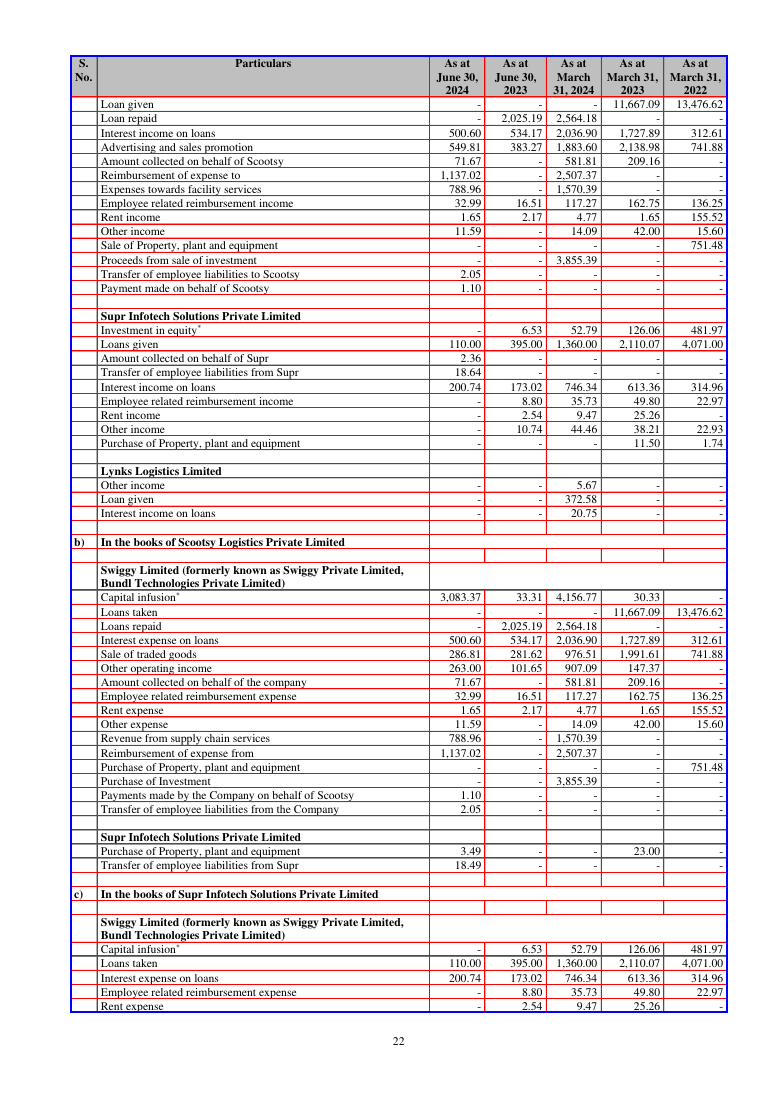 S. No. Particulars As at June 30, 2024 As at June 30, 2023 As at March 31, 2024 As at March 31, 2023 As at March 31, 2022
Loan given - - - 11,667.09 13,476.62
Loan repaid - 2,025.19 2,564.18 - -
Interest income on loans 500.60 534.17 2,036.90 1,727.89 312.61
Advertising and sales promotion 549.81 383.27 1,883.60 2,138.98 741.88
Amount collected on behalf of Scootsy 71.67 - 581.81 209.16 -
Reimbursement of expense to 1,137.02 - 2,507.37 - -
Expenses towards facility services 788.96 - 1,570.39 - -
Employee related reimbursement income 32.99 16.51 117.27 162.75 136.25
Rent income 1.65 2.17 4.77 1.65 155.52
Other income 11.59 - 14.09 42.00 15.60
Sale of Property, plant and equipment - - - - 751.48
Proceeds from sale of investment - - 3,855.39 - -
Transfer of employee liabilities to Scootsy 2.05 - - - -
Payment made on behalf of Scootsy 1.10 - - - -
Supr Infotech Solutions Private Limited
Investment in equity* - 6.53 52.79 126.06 481.97
Loans given 110.00 395.00 1,360.00 2,110.07 4,071.00
Amount collected on behalf of Supr 2.36 - - - -
Transfer of employee liabilities from Supr 18.64 - - - -
Interest income on loans 200.74 173.02 746.34 613.36 314.96
Employee related reimbursement income - 8.80 35.73 49.80 22.97
Rent income - 2.54 9.47 25.26 -
Other income - 10.74 44.46 38.21 22.93
Purchase of Property, plant and equipment - - - 11.50 1.74
Lynks Logistics Limited
Other income - - 5.67 - -
Loan given - - 372.58 - -
Interest income on loans - - 20.75 - -
b) In the books of Scootsy Logistics Private Limited
Swiggy Limited (formerly known as Swiggy Private Limited,
Bundl Technologies Private Limited)
Capital infusion* 3,083.37 33.31 4,156.77 30.33 -
Loans taken - - - 11,667.09 13,476.62
Loans repaid - 2,025.19 2,564.18 - -
Interest expense on loans 500.60 534.17 2,036.90 1,727.89 312.61
Sale of traded goods 286.81 281.62 976.51 1,991.61 741.88
Other operating income 263.00 101.65 907.09 147.37 -
Amount collected on behalf of the company 71.67 - 581.81 209.16 -
Employee related reimbursement expense 32.99 16.51 117.27 162.75 136.25
Rent expense 1.65 2.17 4.77 1.65 155.52
Other expense 11.59 - 14.09 42.00 15.60
Revenue from supply chain services 788.96 - 1,570.39 - -
Reimbursement of expense from 1,137.02 - 2,507.37 - -
Purchase of Property, plant and equipment - - - - 751.48
Purchase of Investment - - 3,855.39 - -
Payments made by the Company on behalf of Scootsy 1.10 - - - -
Transfer of employee liabilities from the Company 2.05 - - - -
Supr Infotech Solutions Private Limited
Purchase of Property, plant and equipment 3.49 - - 23.00 -
Transfer of employee liabilities from Supr 18.49 - - - -
c) In the books of Supr Infotech Solutions Private Limited
Swiggy Limited (formerly known as Swiggy Private Limited,
Bundl Technologies Private Limited)
Capital infusion* - 6.53 52.79 126.06 481.97
Loans taken 110.00 395.00 1,360.00 2,110.07 4,071.00
Interest expense on loans 200.74 173.02 746.34 613.36 314.96
Employee related reimbursement expense - 8.80 35.73 49.80 22.97
Rent expense - 2.54 9.47 25.26 -
22